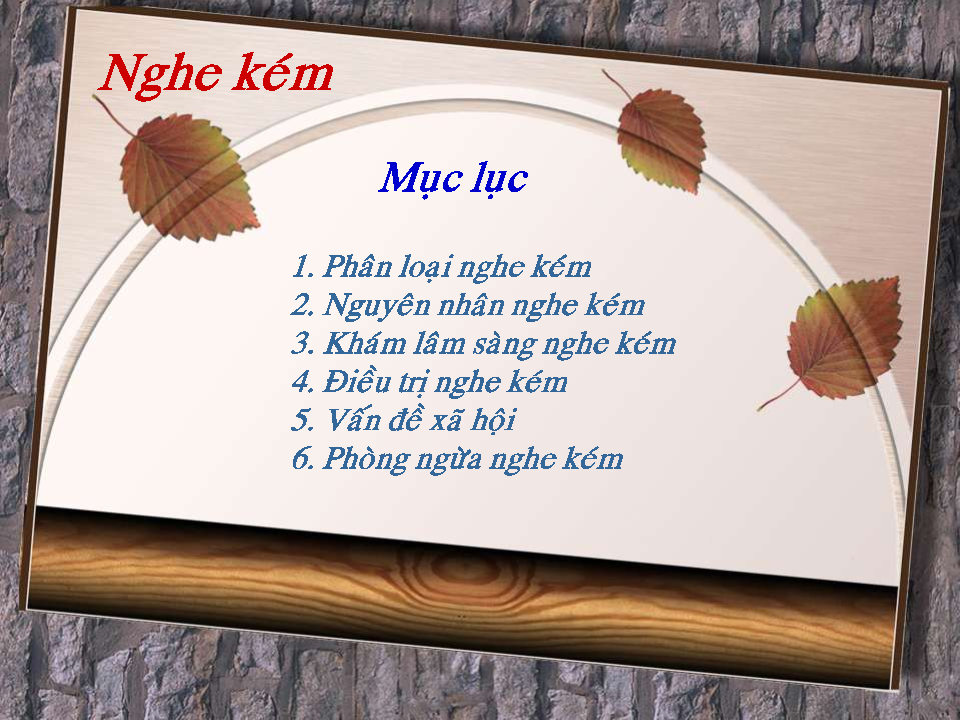 Nghe kém
Mục lục
1. Phân loại nghe kém
2. Nguyên nhân nghe kém
3. Khám lâm sàng nghe kém
4. Điều trị nghe kém
5. Vấn đề xã hội
6. Phòng ngừa nghe kém